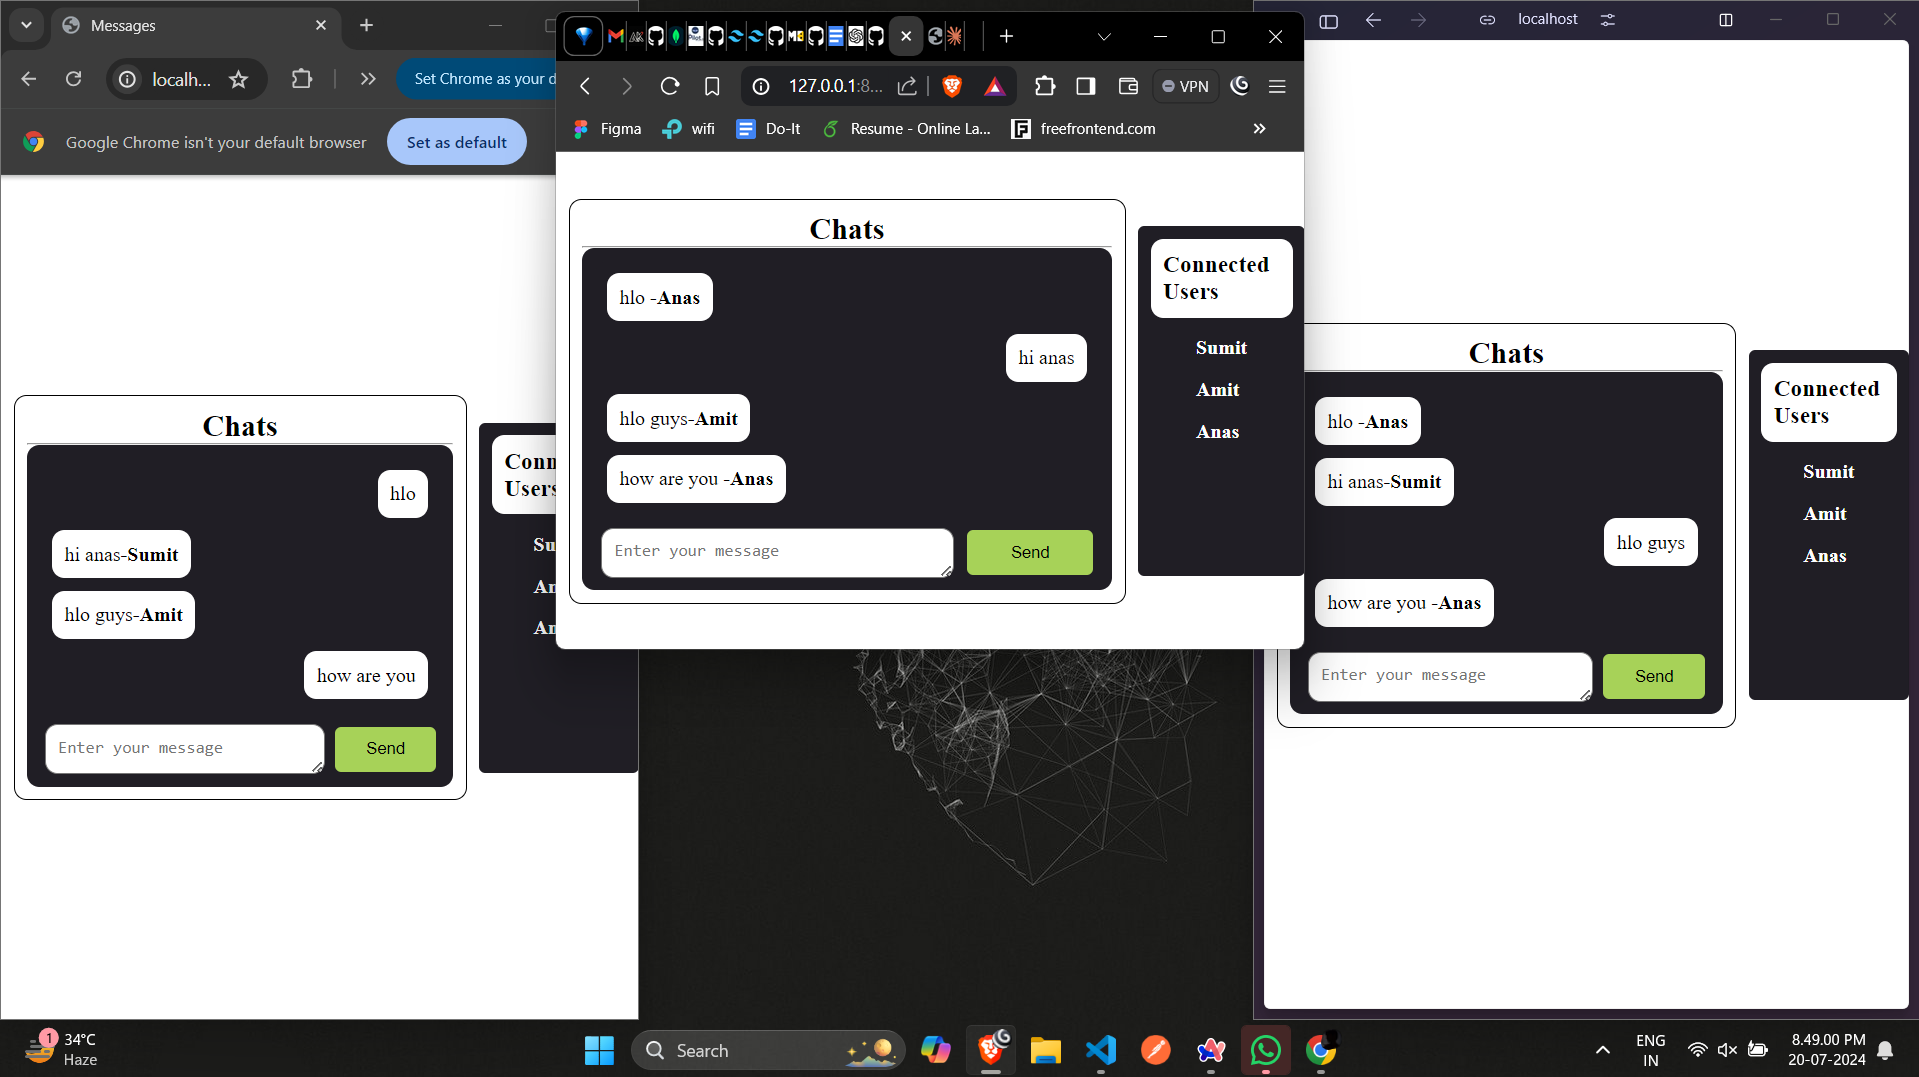 Messages
localh...
Set Chrome as your d
Google Chrome isn't your default browser
Set as default
Chats
hlo
hi anas-Sumit
hlo guys-Amit
how are you
Enter your message
Send
Conn
Users
Su
An
An
127.0.0.1:8...
VPN
Figma
wifi
Do-It
Resume - Online La...
freefrontend.com
Chats
hlo -Anas
hi anas
hlo guys-Amit
how are you -Anas
Enter your message
Send
Connected
Users
Sumit
Amit
Anas
localhost
Chats
hlo -Anas
hi anas-Sumit
hlo guys
how are you -Anas
Enter your message
Send
Connected
Users
Sumit
Amit
Anas
1
34°C
Haze
Search
ENG
IN
8.49.00 PM
20-07-2024